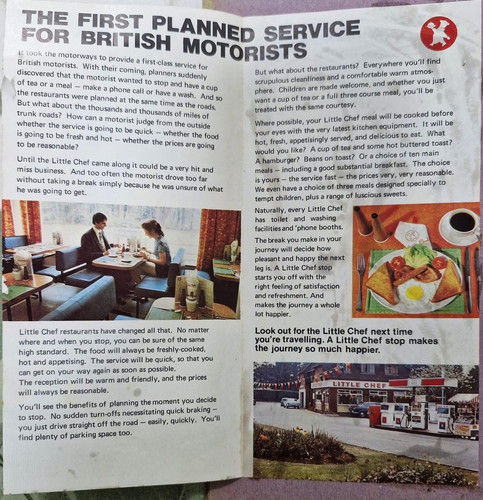 THE FIRST PLANNED SERVICE
FOR BRITISH MOTORISTS
It took the motorways to provide a first-class service for
British motorists. With their coming, planners suddenly
discovered that the motorist wanted to stop and have a cup
of tea or a meal — make a phone call or have a wash. And so
the restaurants were planned at the same time as the roads.
But what about the thousands and thousands of miles of
trunk roads? How can a motorist judge from the outside
whether the service is going to be quick — whether the food
is going to be fresh and hot — whether the prices are going
to be reasonable?
Until the Little Chef came along it could be a very hit and
miss business. And too often the motorist drove too far
without taking a break simply because he was unsure of what
he was going to get.
Little Chef restaurants have changed all that. No matter
where and when you stop, you can be sure of the same
high standard. The food will always be freshly-cooked,
hot and appetising. The service will be quick, so that you
can get on your way again as soon as possible.
The reception will be warm and friendly, and the prices
will always be reasonable.
You'll see the benefits of planning the moment you decide
to stop. No sudden turn-offs necessitating quick braking —
you just drive straight off the road — easily, quickly. You'll
find plenty of parking space too.
But what about the restaurants? Everywhere you'll find
scrupulous cleanliness and a comfortable warm atmos-
phere. Children are made welcome, and whether you just
want a cup of tea or a full three course meal, you'll be
treated with the same courtesy.
Where possible, your Little Chef meal will be cooked before
your eyes with the very latest kitchen equipment. It will be
hot, fresh, appetisingly served, and delicious to eat. What
would you like? A cup of tea and some hot buttered toast?
A hamburger? Beans on toast? Or a choice of ten main
meals — including a good substantial breakfast. The choice
is yours — the service fast — the prices very, very reasonable.
We even have a choice of three meals designed specially to
tempt children, plus a range of luscious sweets.
Naturally, every Little Chef
has toilet and washing
facilities and 'phone booths.
The break you make in your
journey will decide how
pleasant and happy the next
leg is. A Little Chef stop
starts you off with the
right feeling of satisfaction
and refreshment. And
makes the journey a whole
lot happier.
Look out for the Little Chef next time
you're travelling. A Little Chef stop makes
the journey so much happier.
LITTLE CHEF